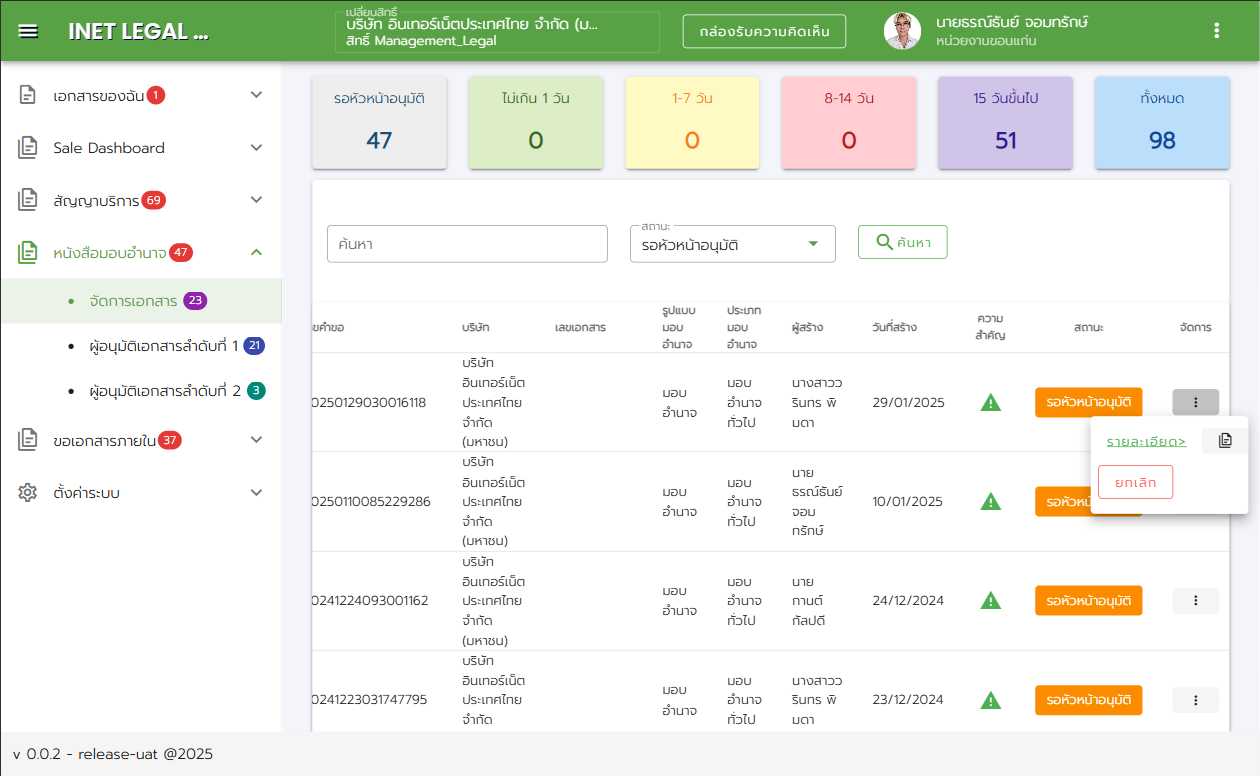 INET LEGAL ...
เปลี่ยนสิทธิ์
บริษัท อินเทอร์เน็ตประเทศไทย จำกัด (ม...
สิทธิ์ Management_Legal
กล่องรับความคิดเห็น
นายธรณ์ธันย์ จอมทรักษ์
หน่วยงานขอนแก่น
เอกสารของฉัน 1
Sale Dashboard
สัญญาบริการ 69
หนังสือมอบอำนาจ 47
จัดการเอกสาร 23
ผู้อนุมัติเอกสารลำดับที่ 1 21
ผู้อนุมัติเอกสารลำดับที่ 2 3
ขอเอกสารภายใน 37
ตั้งค่าระบบ
รอหัวหน้าอนุมัติ
47
ไม่เกิน 1 วัน
0
1-7 วัน
0
8-14 วัน
0
15 วันขึ้นไป
51
ทั้งหมด
98
ค้นหา
สถานะ
รอหัวหน้าอนุมัติ
ค้นหา
ขคำขอ
บริษัท
เลขเอกสาร
รูปแบบ
มอบ
อำนาจ
ประเภท
มอบ
อำนาจ
ผู้สร้าง
วันที่สร้าง
ความ
สำคัญ
สถานะ
จัดการ
0250129030016118
บริษัท
อินเทอร์เน็ต
ประเทศไทย
จำกัด
(มหาชน)
มอบ
อำนาจ
มอบ
อำนาจ
ทั่วไป
นางสาวว
รินทร พิ
มดา
29/01/2025
รอหัวหน้าอนุมัติ
รายละเอียด>
ยกเลิก
0250110085229286
บริษัท
อินเทอร์เน็ต
ประเทศไทย
จำกัด
(มหาชน)
มอบ
อำนาจ
มอบ
อำนาจ
ทั่วไป
นาย
ธรณ์ธันย์
จอม
ทรักษ์
10/01/2025
รอหัวหน้
0241224093001162
บริษัท
อินเทอร์เน็ต
ประเทศไทย
จำกัด
(มหาชน)
มอบ
อำนาจ
มอบ
อำนาจ
ทั่วไป
นาย
กานต์
กัลปดี
24/12/2024
รอหัวหน้าอนุมัติ
0241223031747795
บริษัท
อินเทอร์เน็ต
ประเทศไทย
จำกัด
มอบ
อำนาจ
มอบ
อำนาจ
ทั่วไป
นางสาวว
รินทร พิ
มดา
23/12/2024
รอหัวหน้าอนุมัติ
v 0.0.2 - release-uat @2025